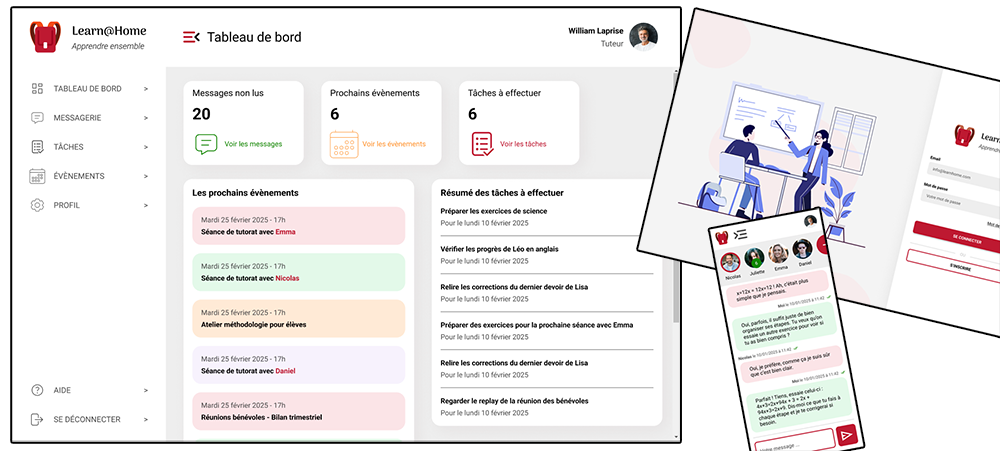 Learn@Home
Apprendre ensemble
TABLEAU DE BORD >
MESSAGERIE >
TÂCHES >
ÉVÈNEMENTS >
PROFIL >
AIDE >
SE DÉCONNECTER >
Tableau de bord
William Laprise
Tuteur
Messages non lus
20
Voir les messages
Prochains évènements
6
Voir les évènements
Tâches à effectuer
6
Voir les tâches
Les prochains évènements
Mardi 25 février 2025 - 17h
Séance de tutorat avec Emma
Mardi 25 février 2025 - 17h
Séance de tutorat avec Nicolas
Mardi 25 février 2025 - 17h
Atelier méthodologie pour élèves
Mardi 25 février 2025 - 17h
Séance de tutorat avec Daniel
Mardi 25 février 2025 - 17h
Réunions bénévoles - Bilan trimestriel
Résumé des tâches à effectuer
Préparer les exercices de science
Pour le lundi 10 février 2025
Vérifier les progrès de Léo en anglais
Pour le lundi 10 février 2025
Relire les corrections du dernier devoir de Lisa
Pour le lundi 10 février 2025
Préparer des exercices pour la prochaine séance avec Emma
Pour le lundi 10 février 2025
Relire les corrections du dernier devoir de Lisa
Pour le lundi 10 février 2025
Regarder le replay de la réunion des bénévoles
Pour le lundi 10 février 2025
Learn
Apprendre
Email
info@learnhome.com
Mot de passe
votre mot de passe
SE CONNECTER
S'INSCRIRE
Nicolas
Juliette
Emma
Daniel
x+12x = 12x+12 ! Ah, c'était plus
simple que je pensais.
Moi le 10/01/2025 à 11:42
Oui, parfois, il suffit juste de bien
organiser ses étapes. Tu veux qu'on
essaie un autre exercice pour voir si
tu as bien compris ?
Nicolas le 10/01/2025 à 11:42
Oui, je préfère, comme ça je suis sûr
que c'est bien clair.
Moi le 10/01/2025 à 11:42
Parfait ! Tiens, essaie celui-ci :
4x+3=2x+94x + 3 = 2x +
94x+3=2x+9. Dis-moi ce que tu fais à
chaque étape et je te corrigerai si
besoin.
message ...